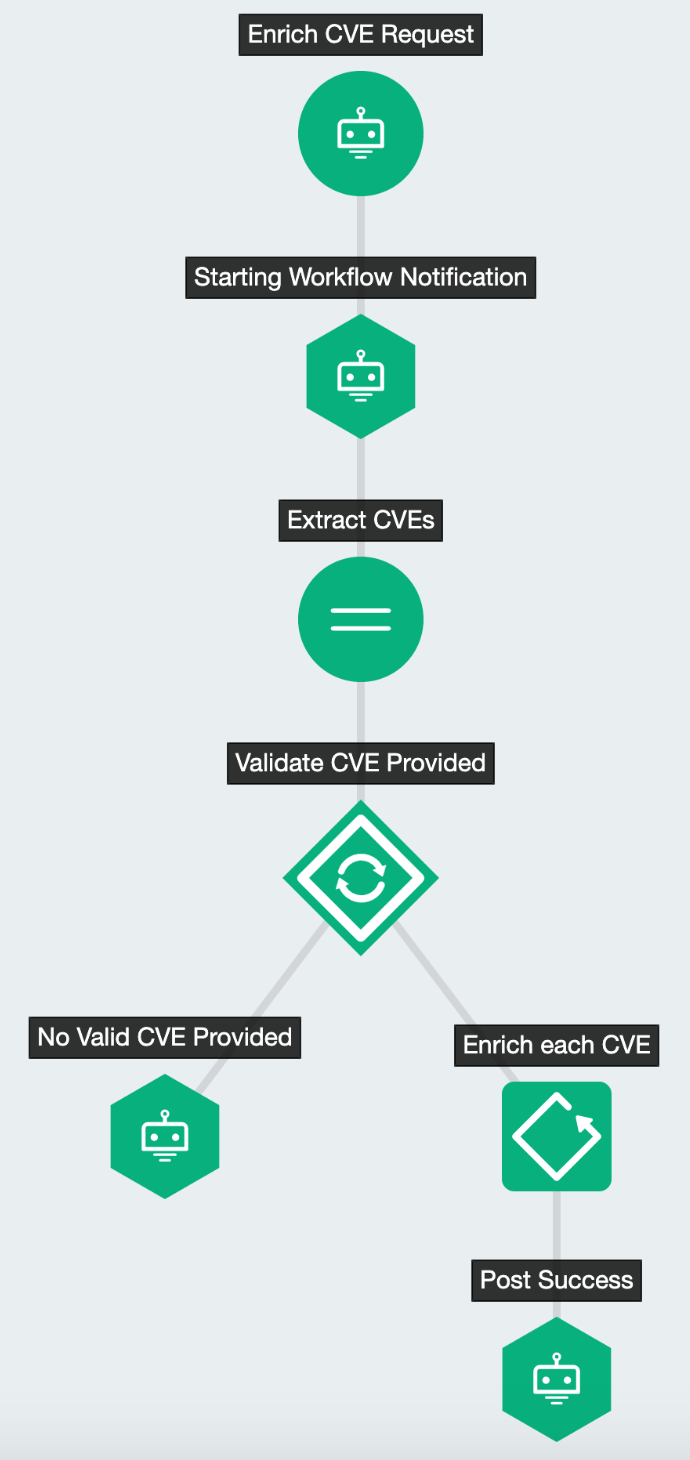 Enrich CVE Request
Starting Workflow Notification
Extract CVEs
Validate CVE Provided
No Valid CVE Provided
Enrich each CVE
Post Success